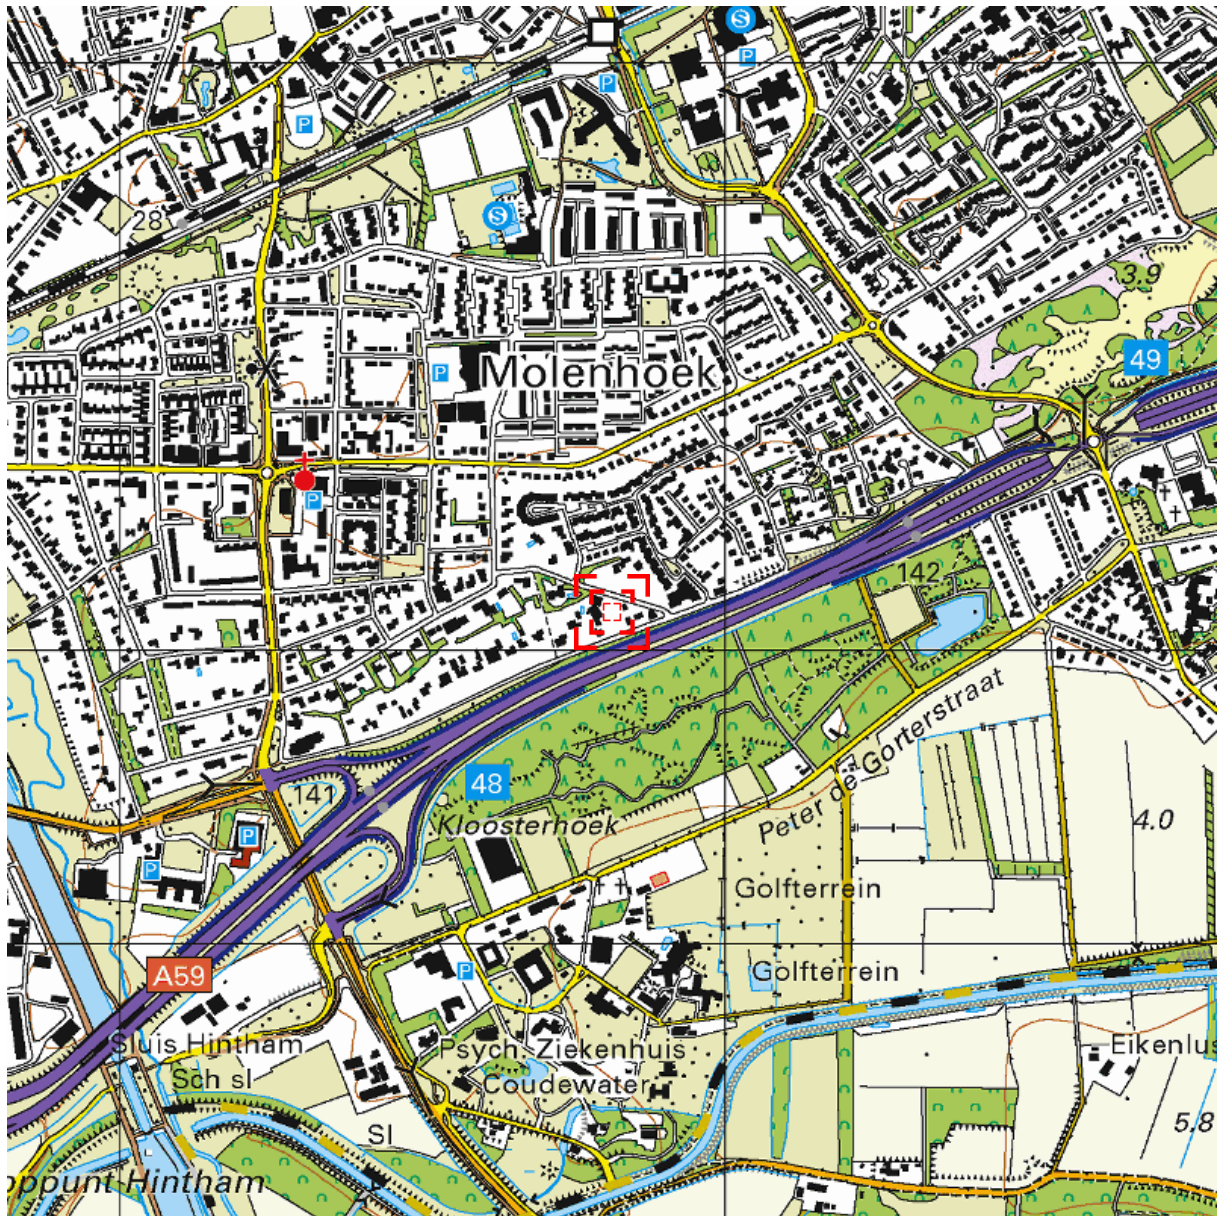 S
P
P
P
28
S
3.9
49
P
Molenhoek
P
142
48
141
Kloosterhoek
Peter de Gorterstraat
4.0
P
P
Golfterrein
A59
P
Golfterrein
Sluis Hintham
Psych. Ziekenhuis
Eikenlus
Sch sl
Coudewater
Sl
5.8
oppunt Hintham